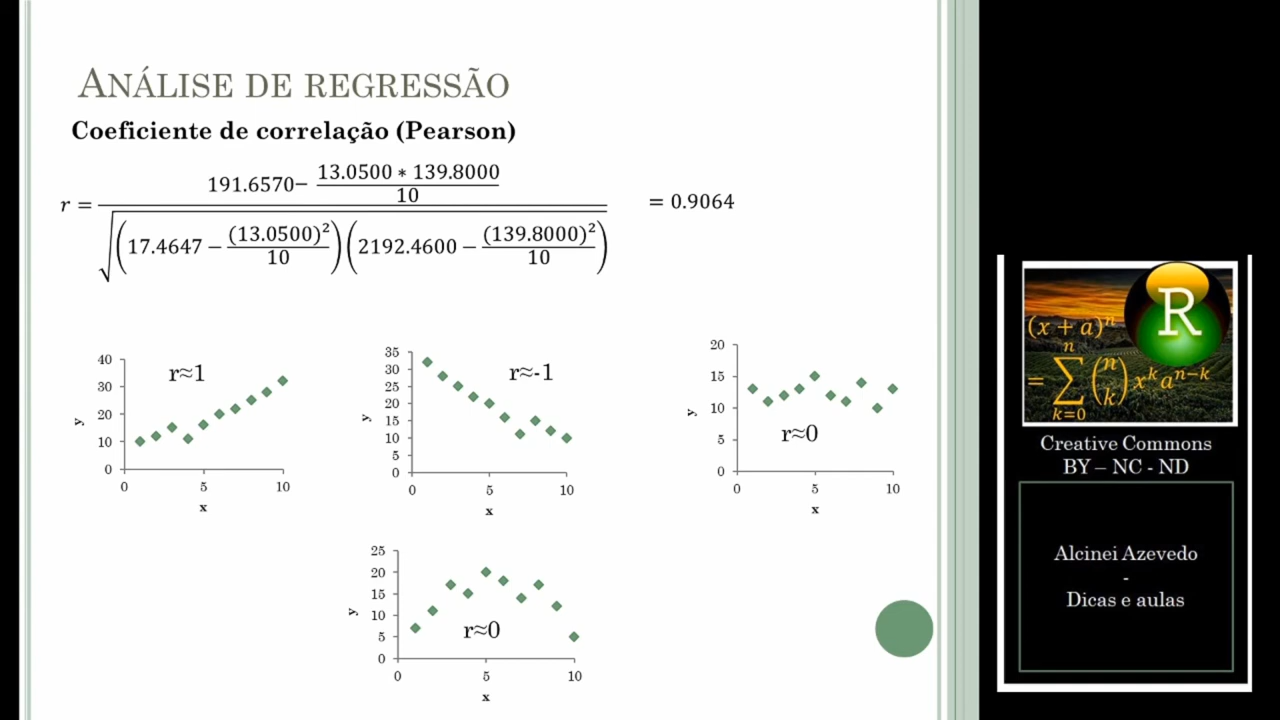 ANÁLISE DE REGRESSÃO
Coeficiente de correlação (Pearson)
r = (191.6570− (13.0500 ∗ 139.8000)/10) / √((17.4647 − (13.0500)²/10)(2192.4600 − (139.8000)²/10)) = 0.9064
r≈1
40
30
20
10
0
y
0 5 10
x
r≈-1
35
30
25
20
15
10
5
0
y
0 5 10
x
20
15
10
5
0
y
r≈0
0 5 10
x
25
20
15
10
5
0
y
r≈0
0 5 10
x
R
(x + a)ⁿ
= ∑ₖ₌₀ⁿ (n k) xᵏaⁿ⁻ᵏ
Creative Commons
BY – NC - ND
Alcinei Azevedo
-
Dicas e aulas